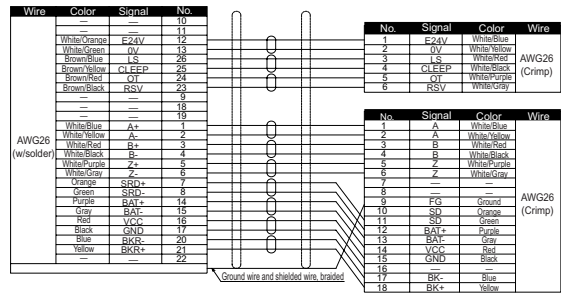 Wire Color Signal No.
— — 10
— — 11
White/Orange E24V 12
White/Green 0V 13
Brown/Blue LS 26
Brown/Yellow CLEEP 25
Brown/Red OT 24
Brown/Black RSV 23
— — 9
— — 18
— — 19
White/Blue A+ 1
White/Yellow A- 2
White/Red B+ 3
White/Black B- 4
White/Purple Z+ 5
White/Gray Z- 6
Orange SRD+ 7
Green SRD- 8
Purple BAT+ 14
Gray BAT- 15
Red VCC 16
Black GND 17
Blue BKR- 20
Yellow BKR+ 21
— — 22
AWG26
(w/solder)
No. Signal Color Wire
1 E24V White/Blue
2 0V White/Yellow
3 LS White/Red
4 CLEEP White/Black
5 OT White/Purple
6 RSV White/Gray
AWG26
(Crimp)
No. Signal Color Wire
1 A White/Blue
2 A White/Yellow
3 B White/Red
4 B White/Black
5 Z White/Purple
6 Z White/Gray
7 — —
8 — —
9 FG Ground
10 SD Orange
11 SD Green
12 BAT+ Purple
13 BAT- Gray
14 VCC Red
15 GND Black
16 — —
17 BK- Blue
18 BK+ Yellow
AWG26
(Crimp)
Ground wire and shielded wire, braided